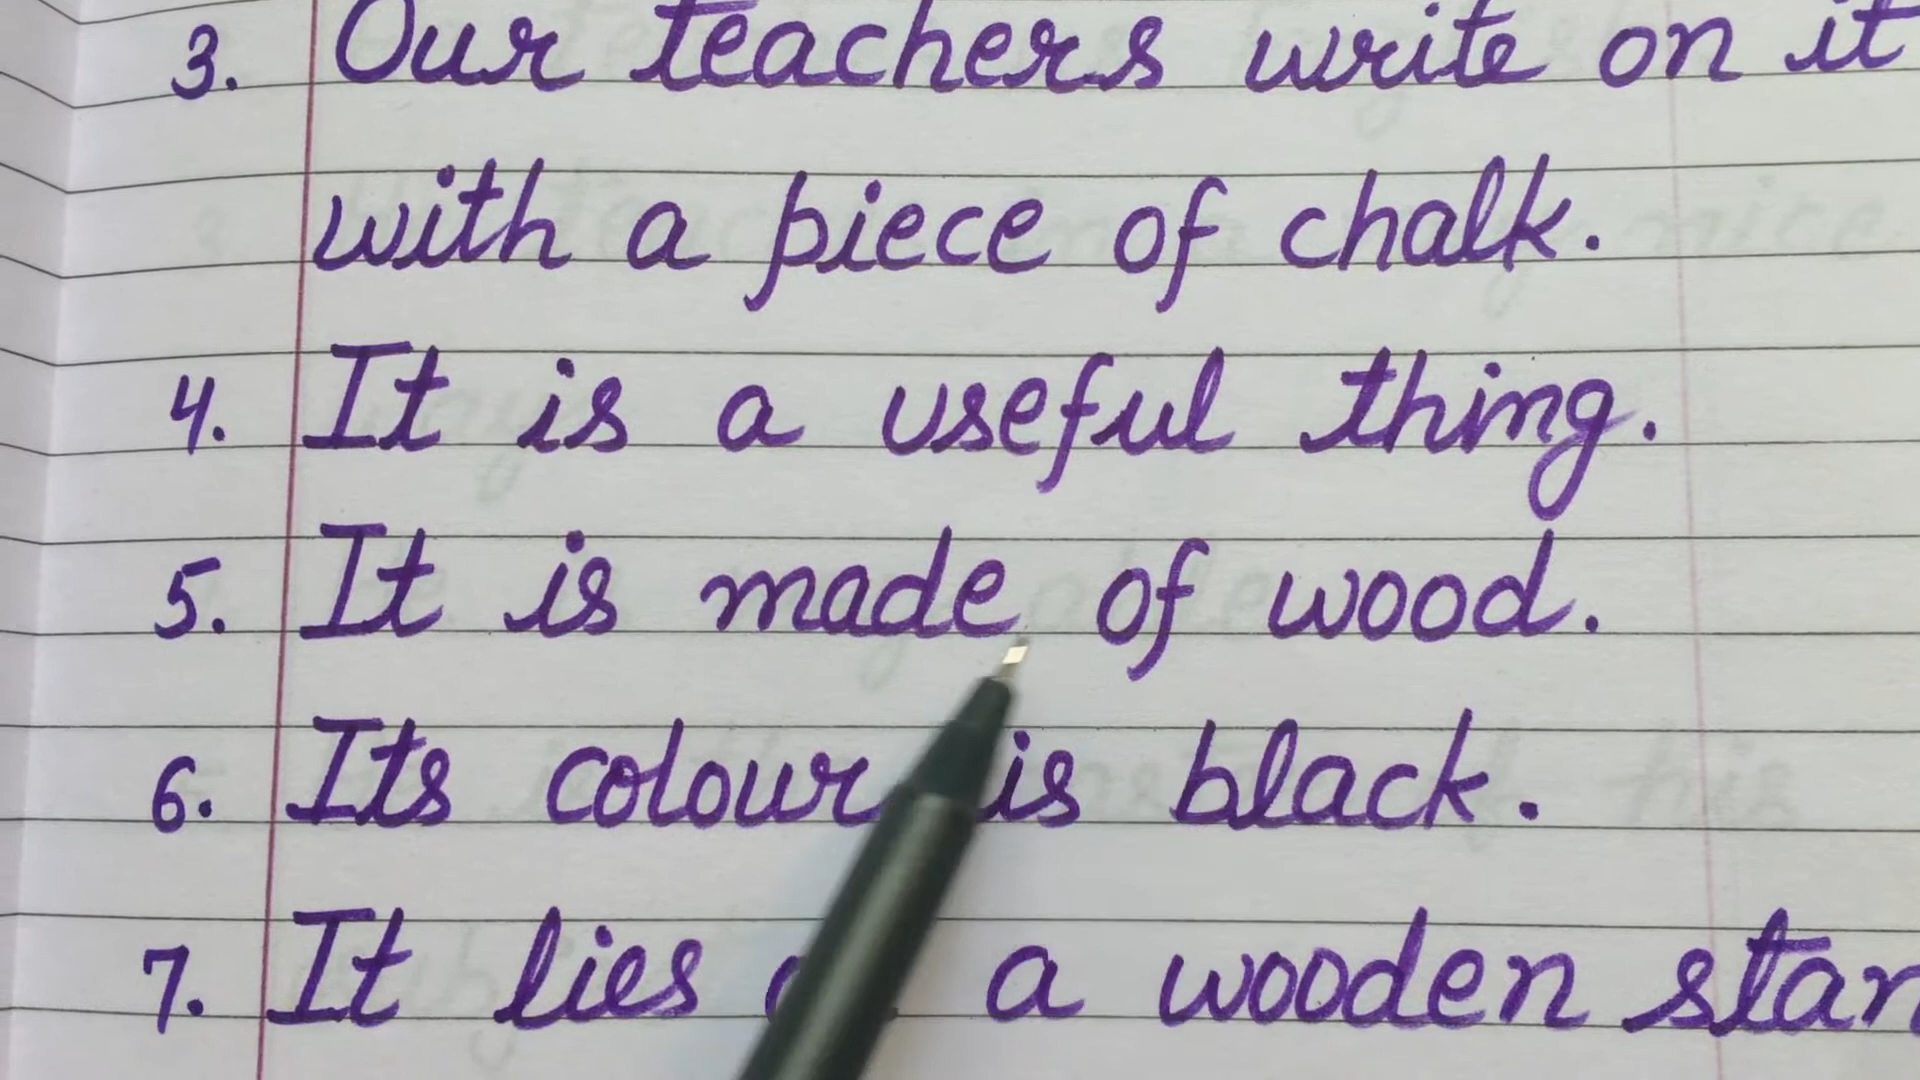 3. Our teachers write on it
with a piece of chalk.
4. It is a useful thing.
5. It is made of wood.
6. Its colour is black.
7. It lies a wooden